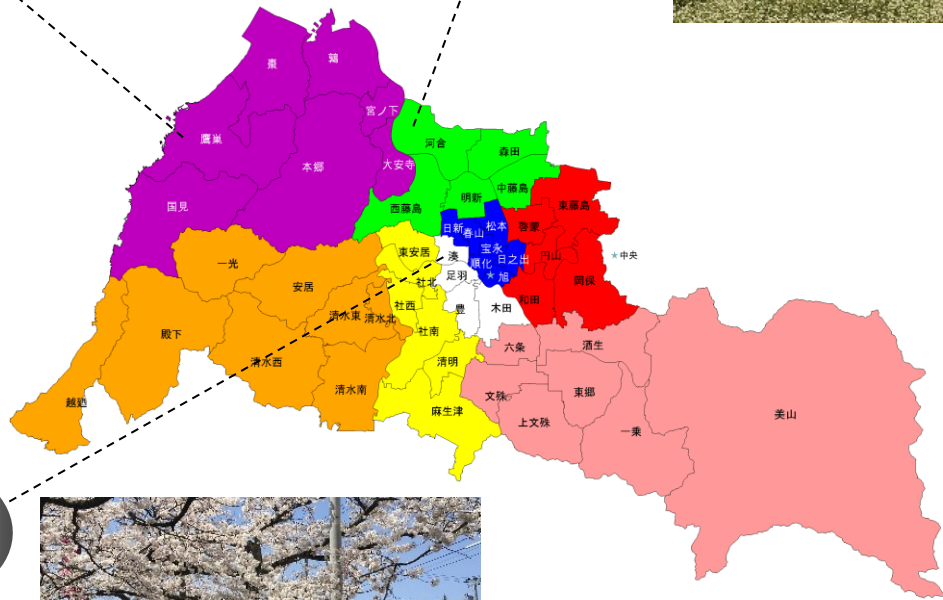 棗
鶉
宮ノ下
鷹巣
本郷
大安寺
国見
河合
森田
中藤島
明新
西藤島
東藤島
啓蒙
円山
岡保
和田
★中央
日新
春山
松本
宝永
順化
日之出
★旭
湊
足羽
豊
木田
東安居
社北
社西
社南
清明
麻生津
一光
安居
殿下
越廼
清水東
清水北
清水西
清水南
六条
酒生
文殊
上文殊
東郷
一乗
美山